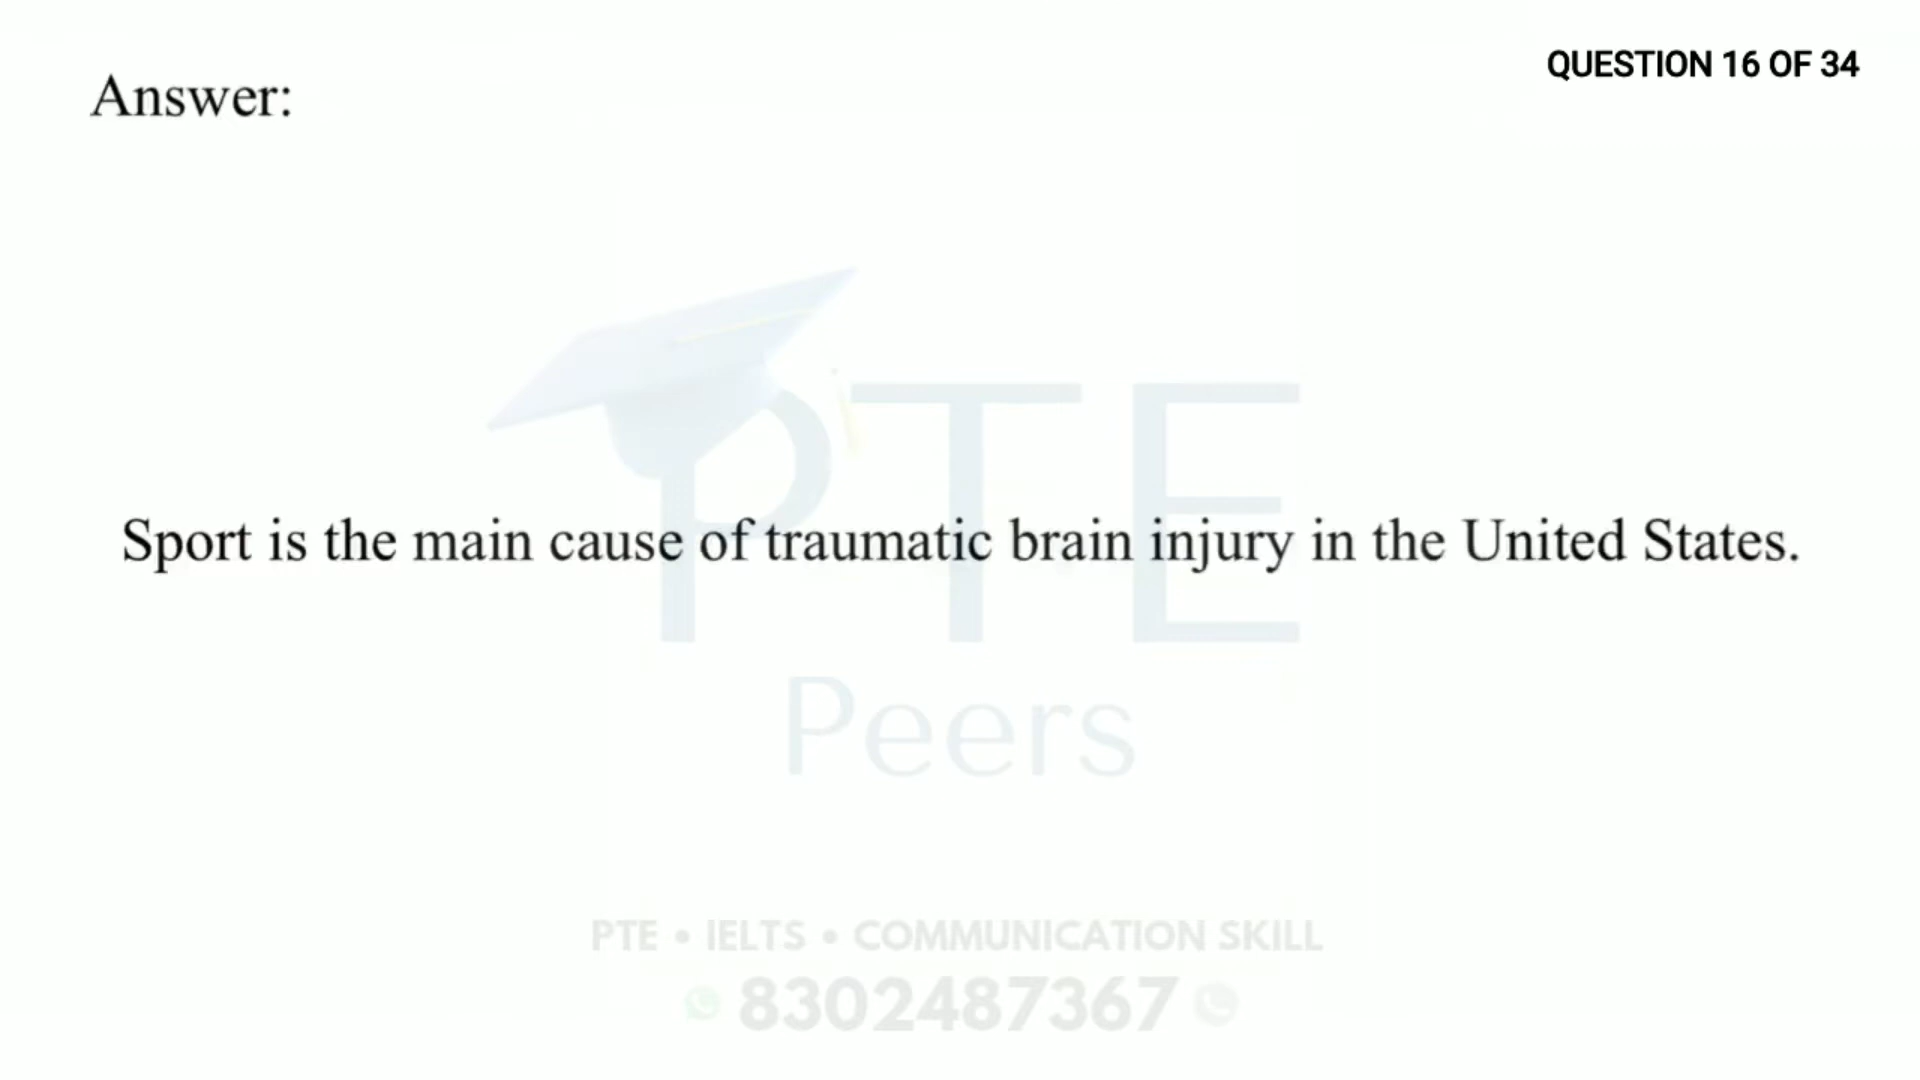 QUESTION 16 OF 34
Answer:
Sport is the main cause of traumatic brain injury in the United States.
PTE
Peers
PTE • IELTS • COMMUNICATION SKILL
8302487367